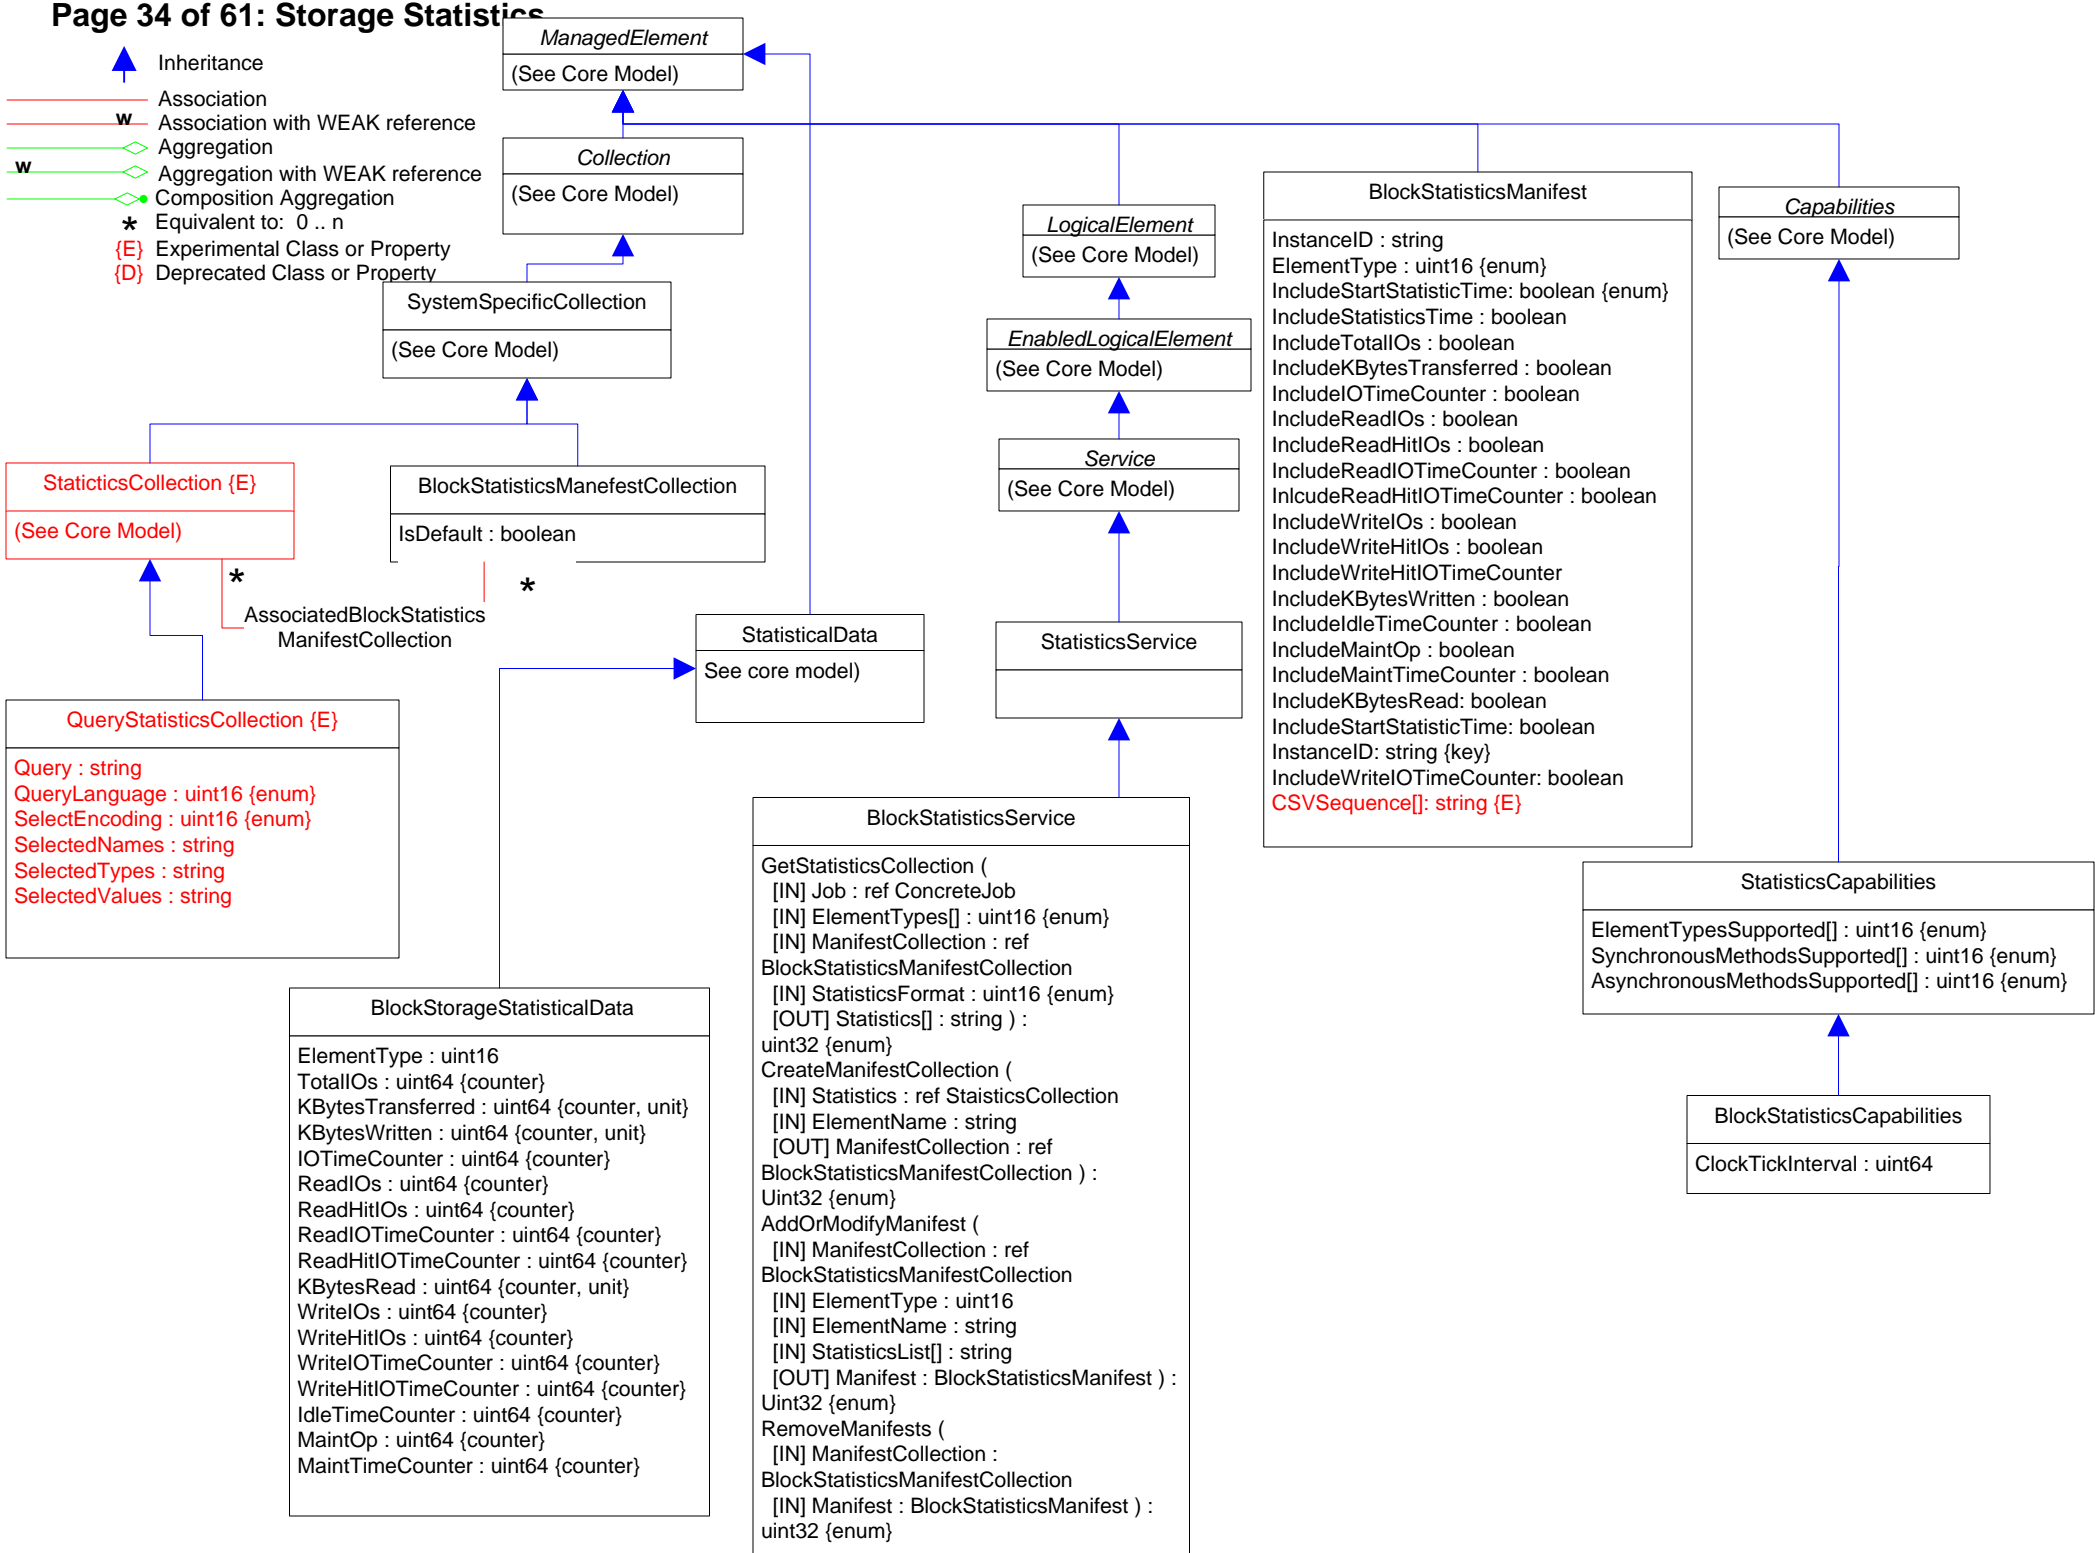 Page 34 of 61: Storage Statistics
Inheritance
Association
w
Association with WEAK reference
Aggregation
w
Aggregation with WEAK reference
Composition Aggregation
* Equivalent to: 0 .. n
{E} Experimental Class or Property
{D} Deprecated Class or Property
ManagedElement
(See Core Model)
Collection
(See Core Model)
SystemSpecificCollection
(See Core Model)
StaticticsCollection {E}
(See Core Model)
BlockStatisticsManefestCollection
IsDefault : boolean
*
*
AssociatedBlockStatistics
ManifestCollection
QueryStatisticsCollection {E}
Query : string
QueryLanguage : uint16 {enum}
SelectEncoding : uint16 {enum}
SelectedNames : string
SelectedTypes : string
SelectedValues : string
StatisticalData
See core model)
BlockStorageStatisticalData
ElementType : uint16
TotalIOs : uint64 {counter}
KBytesTransferred : uint64 {counter, unit}
KBytesWritten : uint64 {counter, unit}
IOTimeCounter : uint64 {counter}
ReadIOs : uint64 {counter}
ReadHitIOs : uint64 {counter}
ReadIOTimeCounter : uint64 {counter}
ReadHitIOTimeCounter : uint64 {counter}
KBytesRead : uint64 {counter, unit}
WriteIOs : uint64 {counter}
WriteHitIOs : uint64 {counter}
WriteIOTimeCounter : uint64 {counter}
WriteHitIOTimeCounter : uint64 {counter}
IdleTimeCounter : uint64 {counter}
MaintOp : uint64 {counter}
MaintTimeCounter : uint64 {counter}
LogicalElement
(See Core Model)
EnabledLogicalElement
(See Core Model)
Service
(See Core Model)
StatisticsService
BlockStatisticsService
GetStatisticsCollection (
[IN] Job : ref ConcreteJob
[IN] ElementTypes[] : uint16 {enum}
[IN] ManifestCollection : ref
BlockStatisticsManifestCollection
[IN] StatisticsFormat : uint16 {enum}
[OUT] Statistics[] : string ) :
uint32 {enum}
CreateManifestCollection (
[IN] Statistics : ref StaisticsCollection
[IN] ElementName : string
[OUT] ManifestCollection : ref
BlockStatisticsManifestCollection ) :
Uint32 {enum}
AddOrModifyManifest (
[IN] ManifestCollection : ref
BlockStatisticsManifestCollection
[IN] ElementType : uint16
[IN] ElementName : string
[IN] StatisticsList[] : string
[OUT] Manifest : BlockStatisticsManifest ) :
Uint32 {enum}
RemoveManifests (
[IN] ManifestCollection :
BlockStatisticsManifestCollection
[IN] Manifest : BlockStatisticsManifest ) :
uint32 {enum}
BlockStatisticsManifest
InstanceID : string
ElementType : uint16 {enum}
IncludeStartStatisticTime: boolean {enum}
IncludeStatisticsTime : boolean
IncludeTotalIOs : boolean
IncludeKBytesTransferred : boolean
IncludeIOTimeCounter : boolean
IncludeReadIOs : boolean
IncludeReadHitIOs : boolean
IncludeReadIOTimeCounter : boolean
InlcudeReadHitIOTimeCounter : boolean
IncludeWriteIOs : boolean
IncludeWriteHitIOs : boolean
IncludeWriteHitIOTimeCounter
IncludeKBytesWritten : boolean
IncludeIdleTimeCounter : boolean
IncludeMaintOp : boolean
IncludeMaintTimeCounter : boolean
IncludeKBytesRead: boolean
IncludeStartStatisticTime: boolean
InstanceID: string {key}
IncludeWriteIOTimeCounter: boolean
CSVSequence[]: string {E}
Capabilities
(See Core Model)
StatisticsCapabilities
ElementTypesSupported[] : uint16 {enum}
SynchronousMethodsSupported[] : uint16 {enum}
AsynchronousMethodsSupported[] : uint16 {enum}
BlockStatisticsCapabilities
ClockTickInterval : uint64